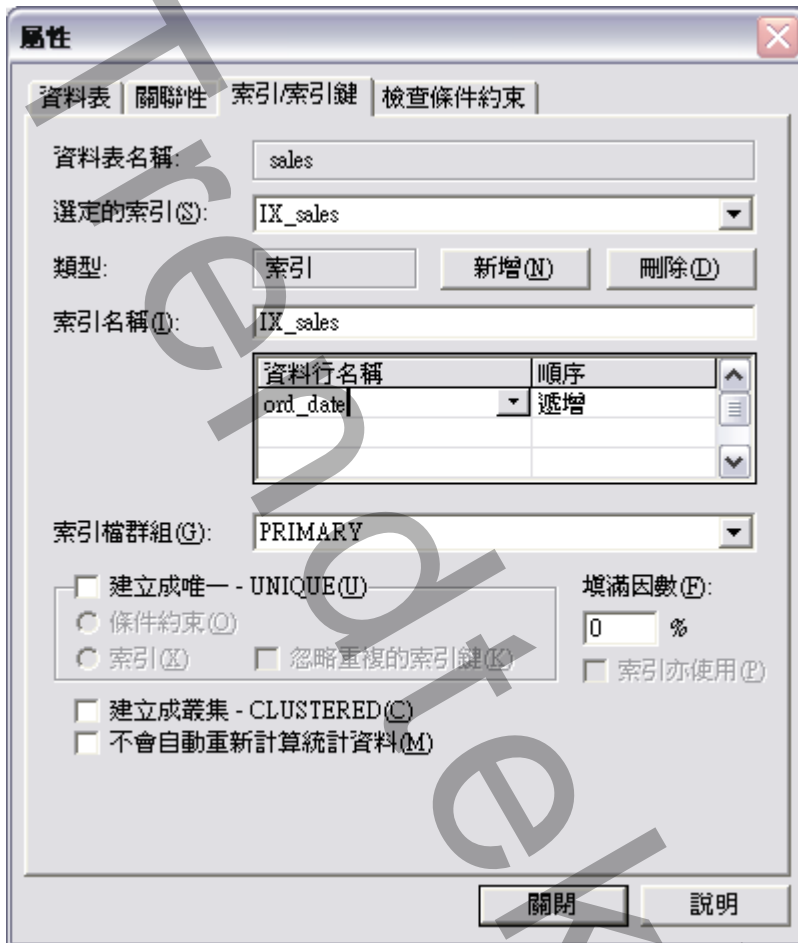 屬性
資料表 關聯性 索引/索引鍵 檢查條件約束
資料表名稱: sales
選定的索引(S): IX_sales
類型: 索引 新增(N) 刪除(D)
索引名稱(I): IX_sales
資料行名稱 順序
ord_date 遞增
索引檔群組(G): PRIMARY
建立成唯一 - UNIQUE(U) 填滿因數(F):
條件約束(O) 0 %
索引(X) 忽略重複的索引鍵(K) 索引亦使用(P)
建立成叢集 - CLUSTERED(C)
不會自動重新計算統計資料(M)
關閉 說明
Trendtek